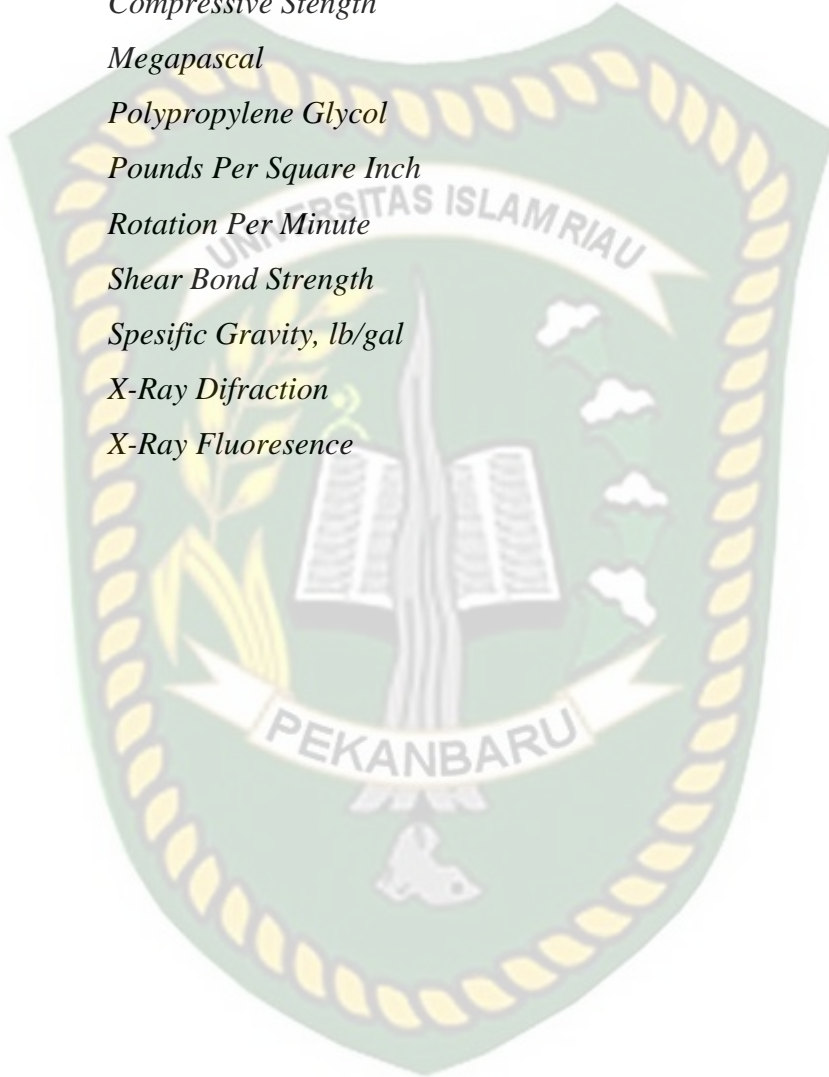 Compressive Stength
Megapascal
Polypropylene Glycol
Pounds Per Square Inch
UNIVERSITAS ISLAM RIAU
Rotation Per Minute
Shear Bond Strength
Spesific Gravity, lb/gal
X-Ray Difraction
X-Ray Fluoresence
PEKANBARU